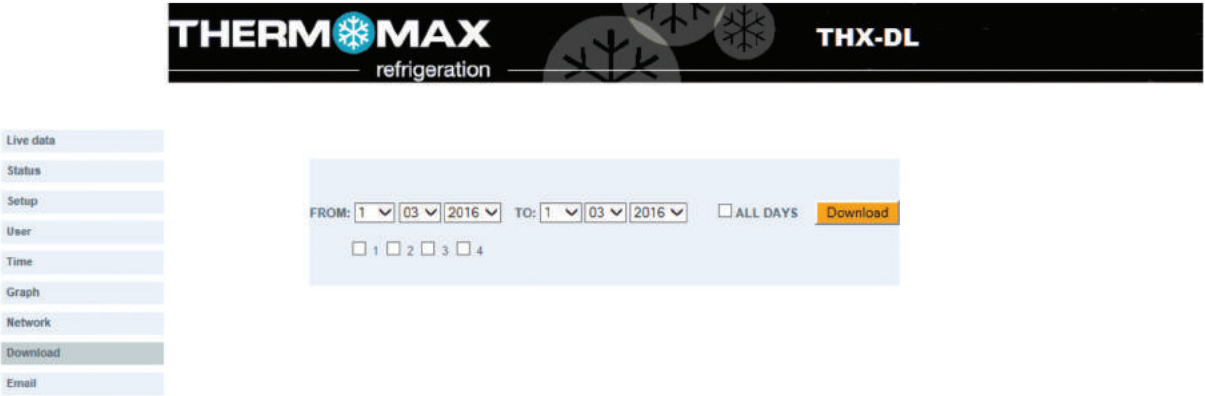 THERMOMAX
refrigeration
THX-DL
Live data
Status
Setup
User
Time
Graph
Network
Download
Email
FROM: 1 03 2016 TO: 1 03 2016 ALL DAYS Download
1 2 3 4